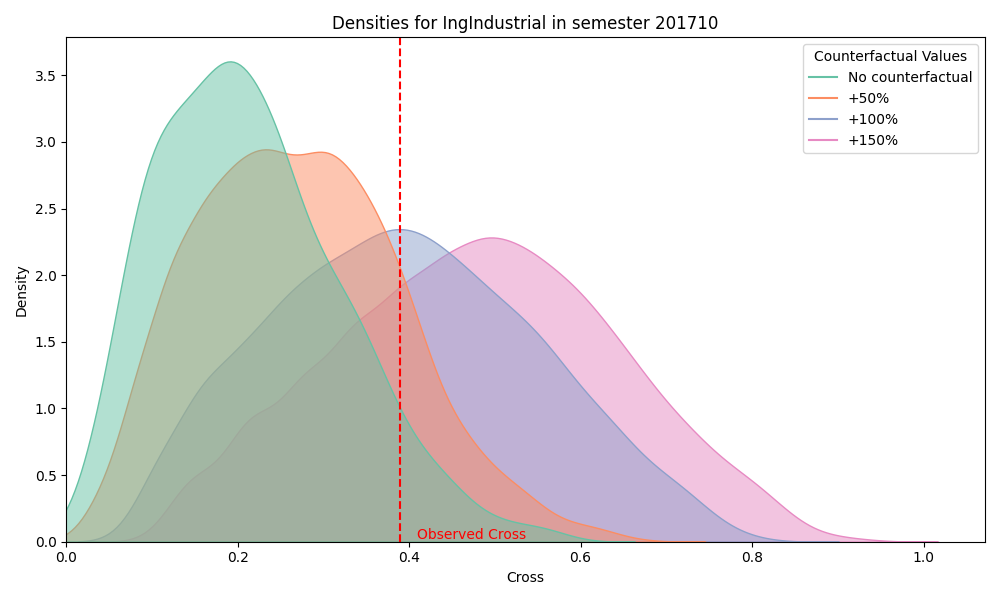 Densities for IngIndustrial in semester 201710
Counterfactual Values
No counterfactual
+50%
+100%
+150%
Density
3.5
3.0
2.5
2.0
1.5
1.0
0.5
0.0
Observed Cross
0.0
0.2
0.4
0.6
0.8
1.0
Cross